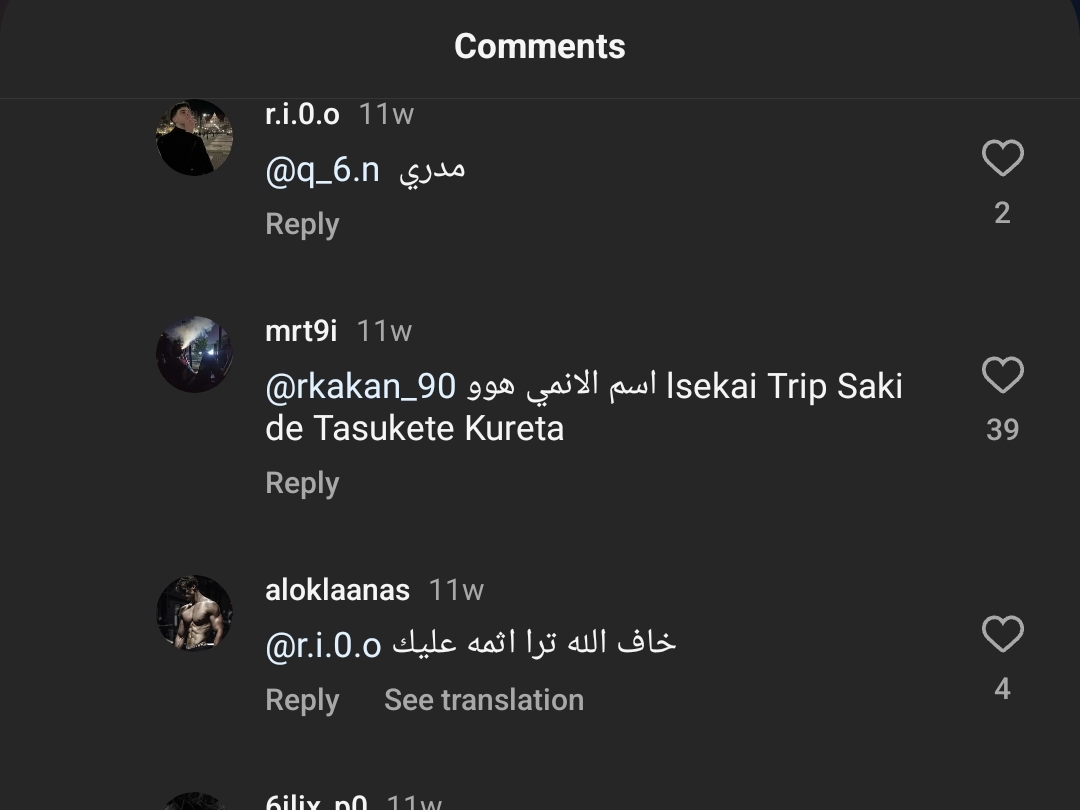 Comments
r.i.0.o 11w
@q_6.n مدري
2
Reply
mrt9i 11w
@rkakan_90 اسم الانمي هوو Isekai Trip Saki
de Tasukete Kureta
39
Reply
aloklaanas 11w
@r.i.0.o خاف الله ترا اثمه عليك
4
Reply See translation
6ilix_p0 11w